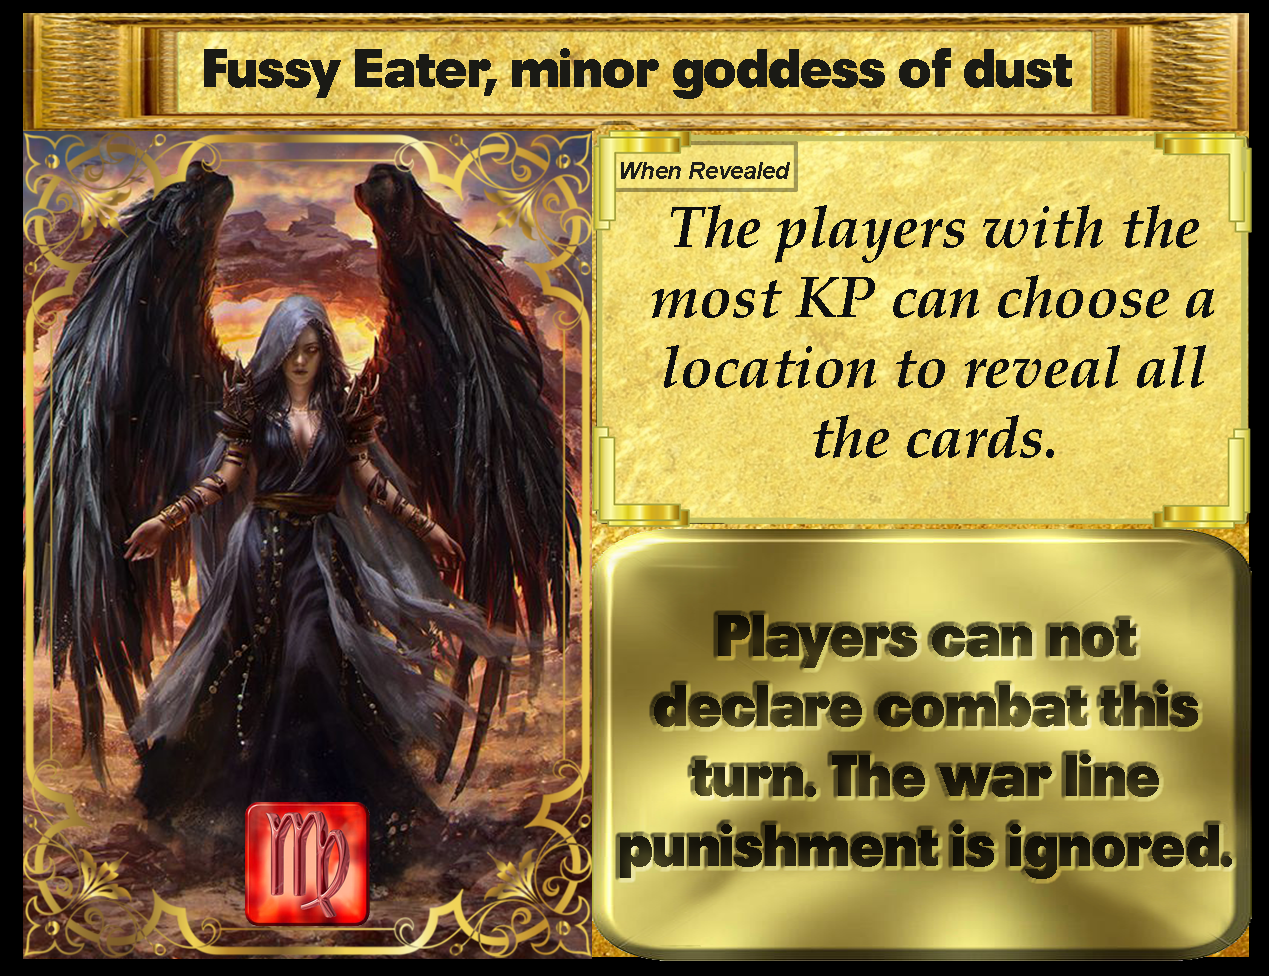 Fussy Eater, minor goddess of dust
When Revealed
The players with the
most KP can choose a
location to reveal all
the cards.
Players can not
declare combat this
turn. The war line
punishment is ignored.